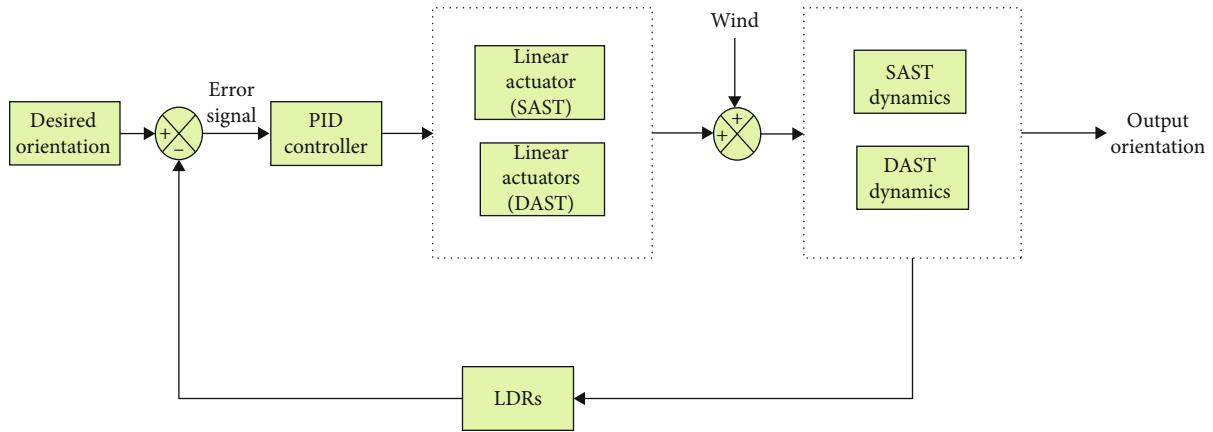 Desired
orientation
+
−
Error
signal
PID
controller
Linear
actuator
(SAST)
Linear
actuators
(DAST)
Wind
+
+
SAST
dynamics
DAST
dynamics
Output
orientation
LDRs